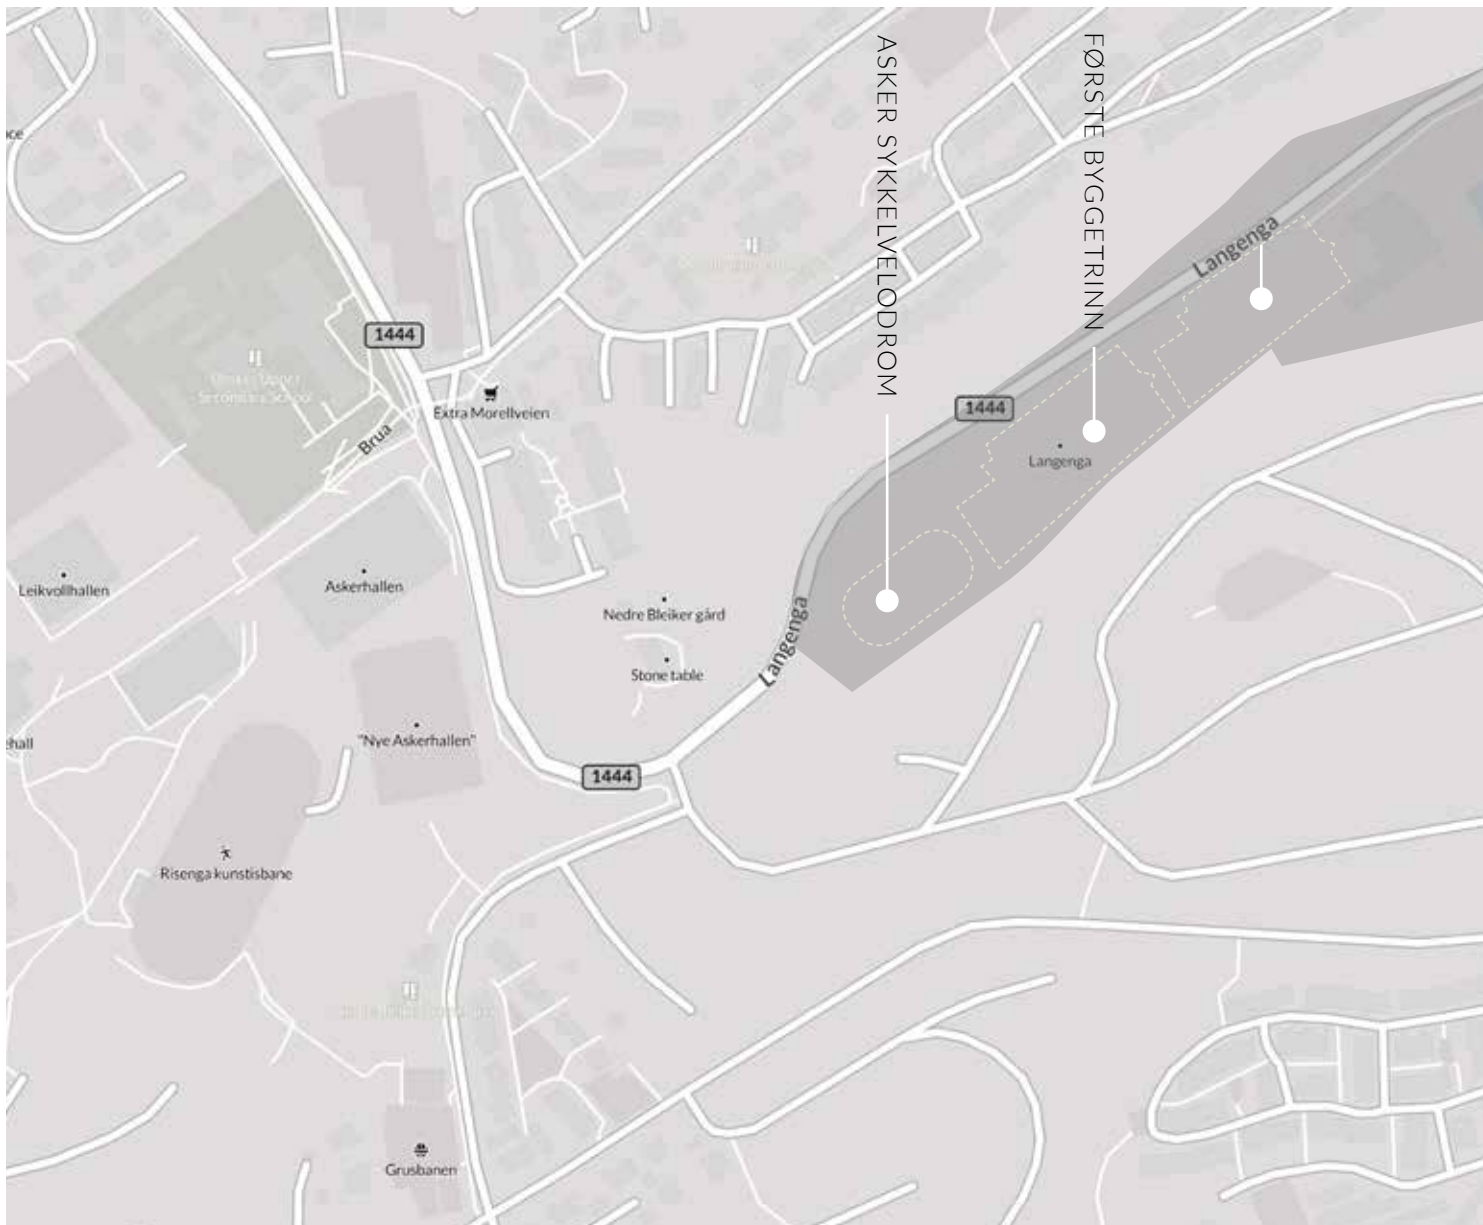 ASKER SYKKELVELODROM
FØRSTE BYGGETRINN
Langenga
1444
1444
Extra Morellveien
Brua
Langenga
Leikvollhallen
Askerhallen
Nedre Bleiker gård
Langenga
Stone table
"Nye Askerhallen"
1444
Risenga kunstisbane
Grusbanen